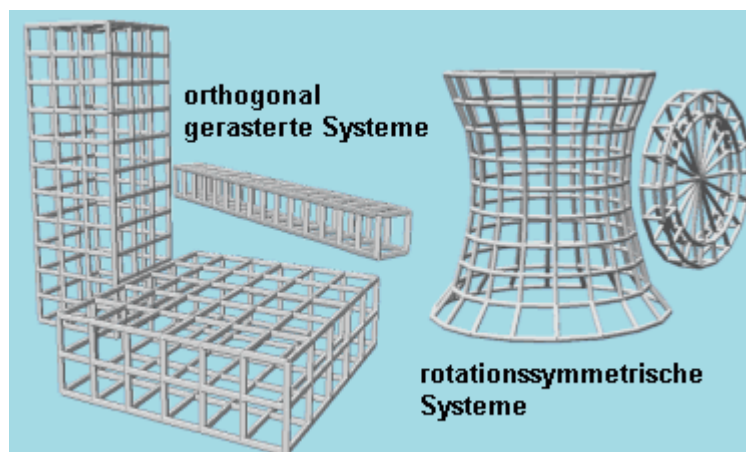 orthogonal
gerasterte Systeme
rotationssymmetrische
Systeme